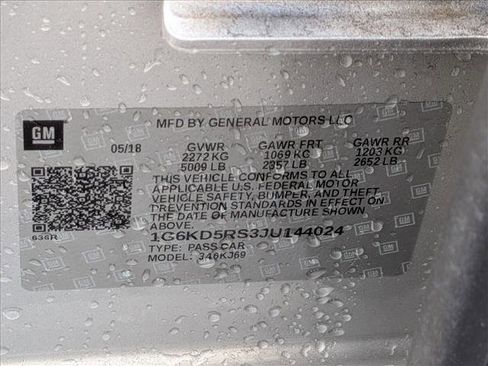 GM
MFD BY GENERAL MOTORS LLC
05/18 GVWR GAWR FRT GAWR RR
2272 KG 1069 KG 1203 KG
5009 LB 2357 LB 2652 LB
THIS VEHICLE CONFORMS TO ALL
APPLICABLE U.S. FEDERAL MOTOR
VEHICLE SAFETY, BUMPER, AND THEFT
PREVENTION STANDARDS IN EFFECT ON
THE DATE OF MANUFACTURE SHOWN
ABOVE.
636R
1G6KD5RS3JU144024
TYPE: PASS CAR
MODEL: 346KJ69